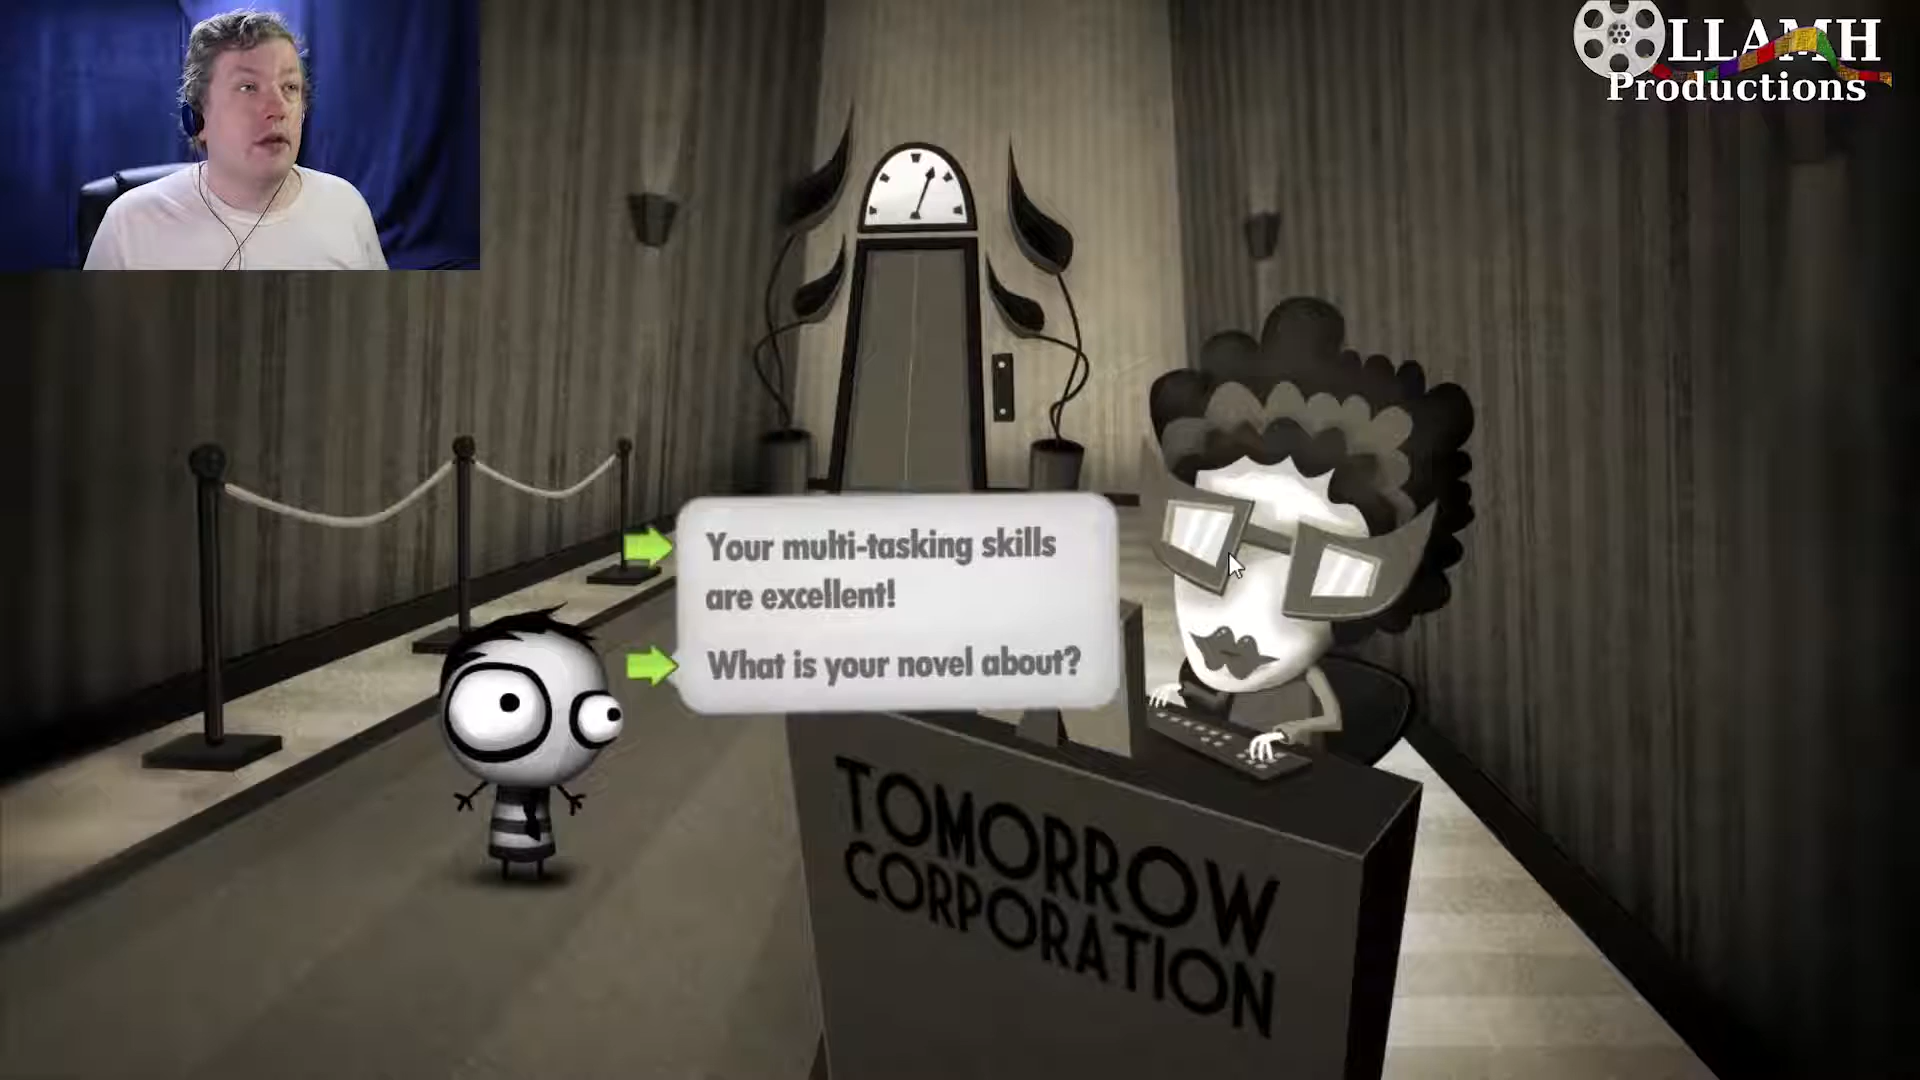 LLAMH
Productions
Your multi-tasking skills
are excellent!
What is your novel about?
TOMORROW
CORPORATION